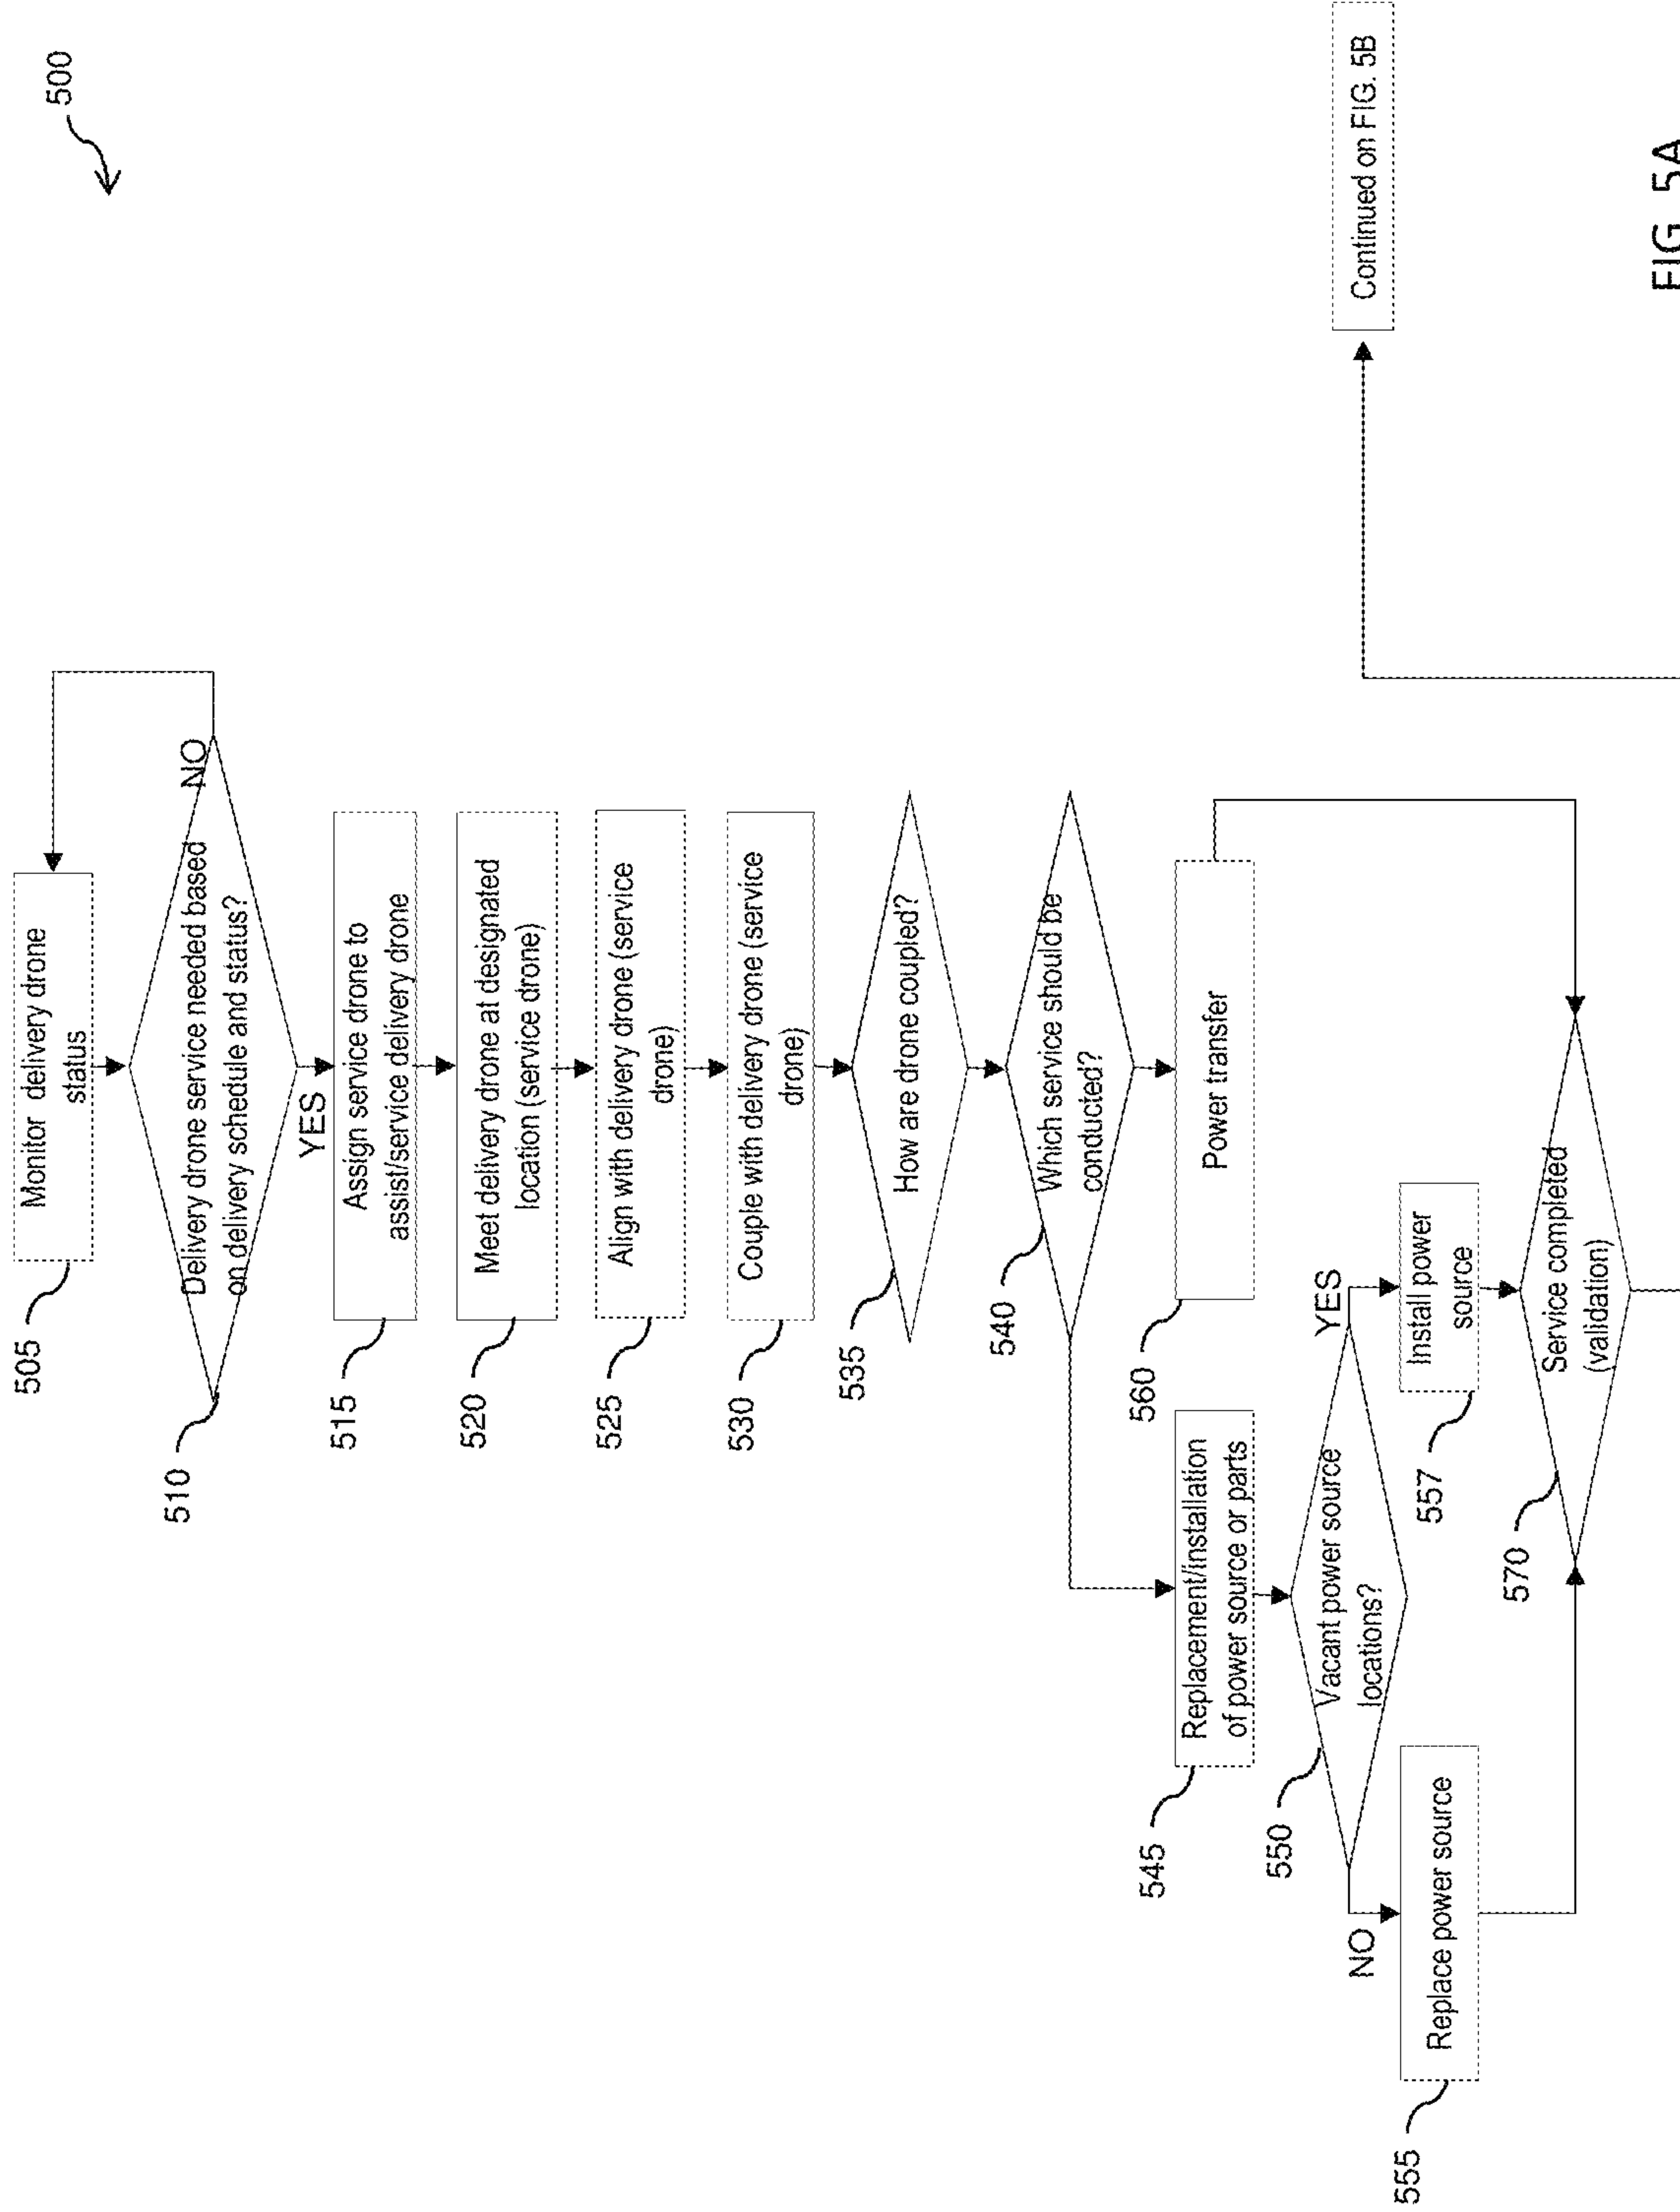 500
505
Monitor delivery drone
status
510
Delivery drone service needed based
on delivery schedule and status?
NO
YES
515
Assign service drone to
assist/service delivery drone
520
Meet delivery drone at designated
location (service drone)
525
Align with delivery drone (service
drone)
530
Couple with delivery drone (service
drone)
535
How are drone coupled?
540
Which service should be
conducted?
545
Replacement/installation
of power source or parts
560
Power transfer
550
Vacant power source
locations?
NO
YES
555
Replace power source
557
Install power
source
570
Service completed
(validation)
Continued on FIG. 5B
FIG. 5A